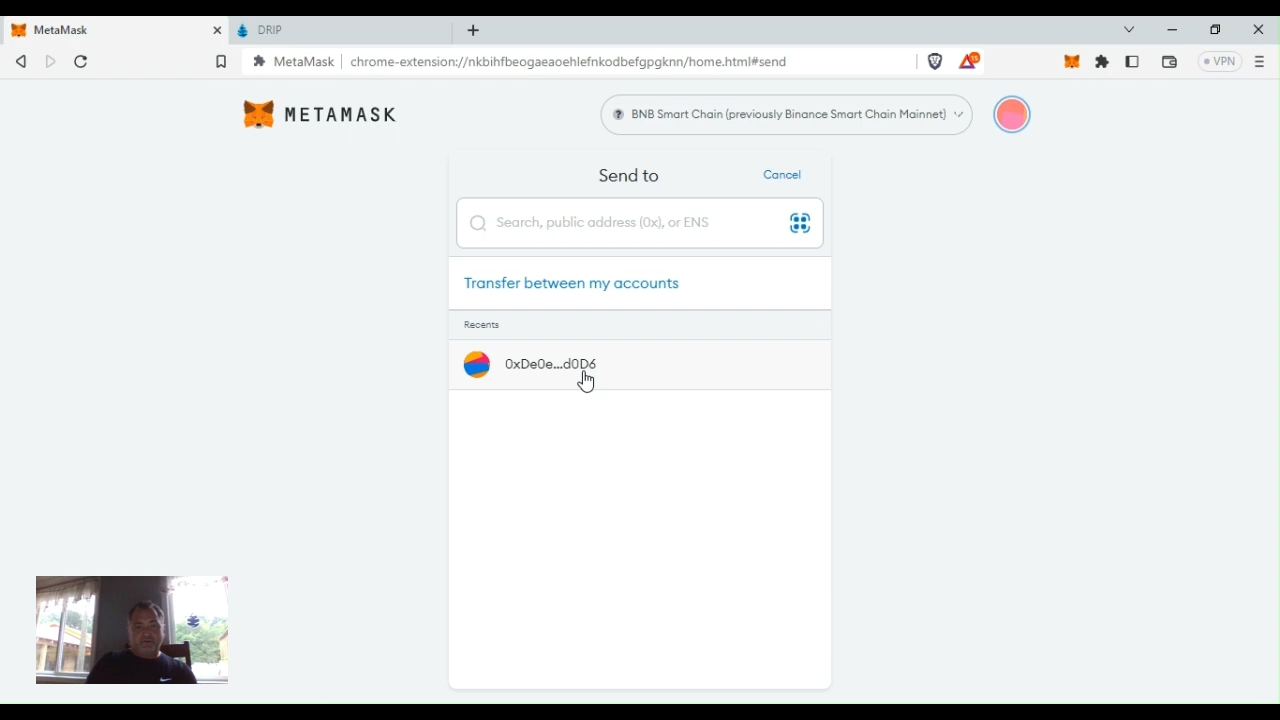 MetaMask
DRIP
MetaMask
chrome-extension://nkbihfbeogaeaoehlefnkodbefgpgknn/home.html#send
15
VPN
METAMASK
? BNB Smart Chain (previously Binance Smart Chain Mainnet)
Send to
Cancel
Search, public address (0x), or ENS
Transfer between my accounts
Recents
0xDe0e...d0D6